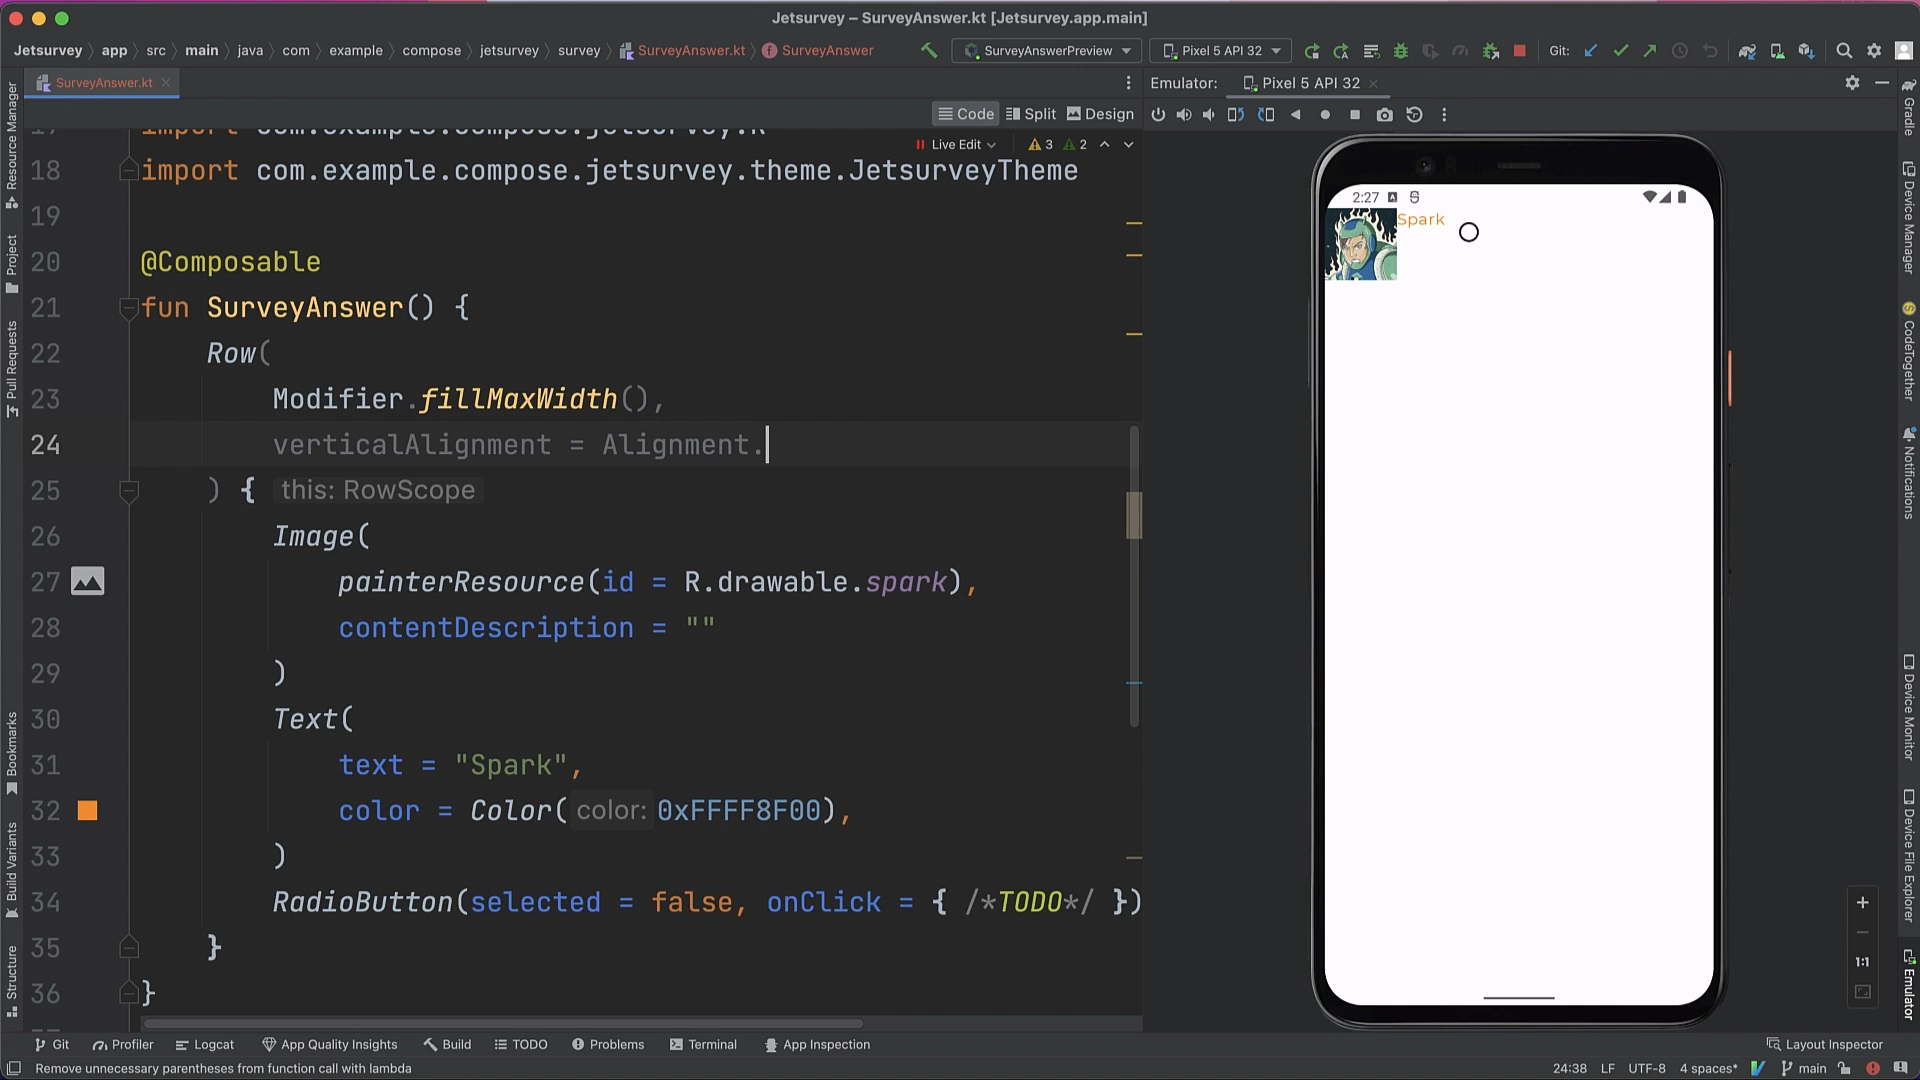 Jetsurvey – SurveyAnswer.kt [Jetsurvey.app.main]
Jetsurvey app src main java com example compose jetsurvey survey SurveyAnswer.kt SurveyAnswer SurveyAnswerPreview Pixel 5 API 32 Git:
SurveyAnswer.kt
Emulator: Pixel 5 API 32
Code Split Design
Live Edit 3 2
18 import com.example.compose.jetsurvey.theme.JetsurveyTheme
19
20 @Composable
21 fun SurveyAnswer() {
22 Row(
23 Modifier.fillMaxWidth(),
24 verticalAlignment = Alignment.
25 ) { this: RowScope
26 Image(
27 painterResource(id = R.drawable.spark),
28 contentDescription = ""
29 )
30 Text(
31 text = "Spark",
32 color = Color( color: 0xFFFF8F00),
33 )
34 RadioButton(selected = false, onClick = { /*TODO*/ })
35 }
36 }
2:27
Spark
1:1
Resource Manager
Project
Pull Requests
Bookmarks
Build Variants
Structure
Gradle
Device Manager
CodeTogether
Notifications
Device Monitor
Device File Explorer
Emulator
Git Profiler Logcat App Quality Insights Build TODO Problems Terminal App Inspection Layout Inspector
Remove unnecessary parentheses from function call with lambda 24:38 LF UTF-8 4 spaces* main